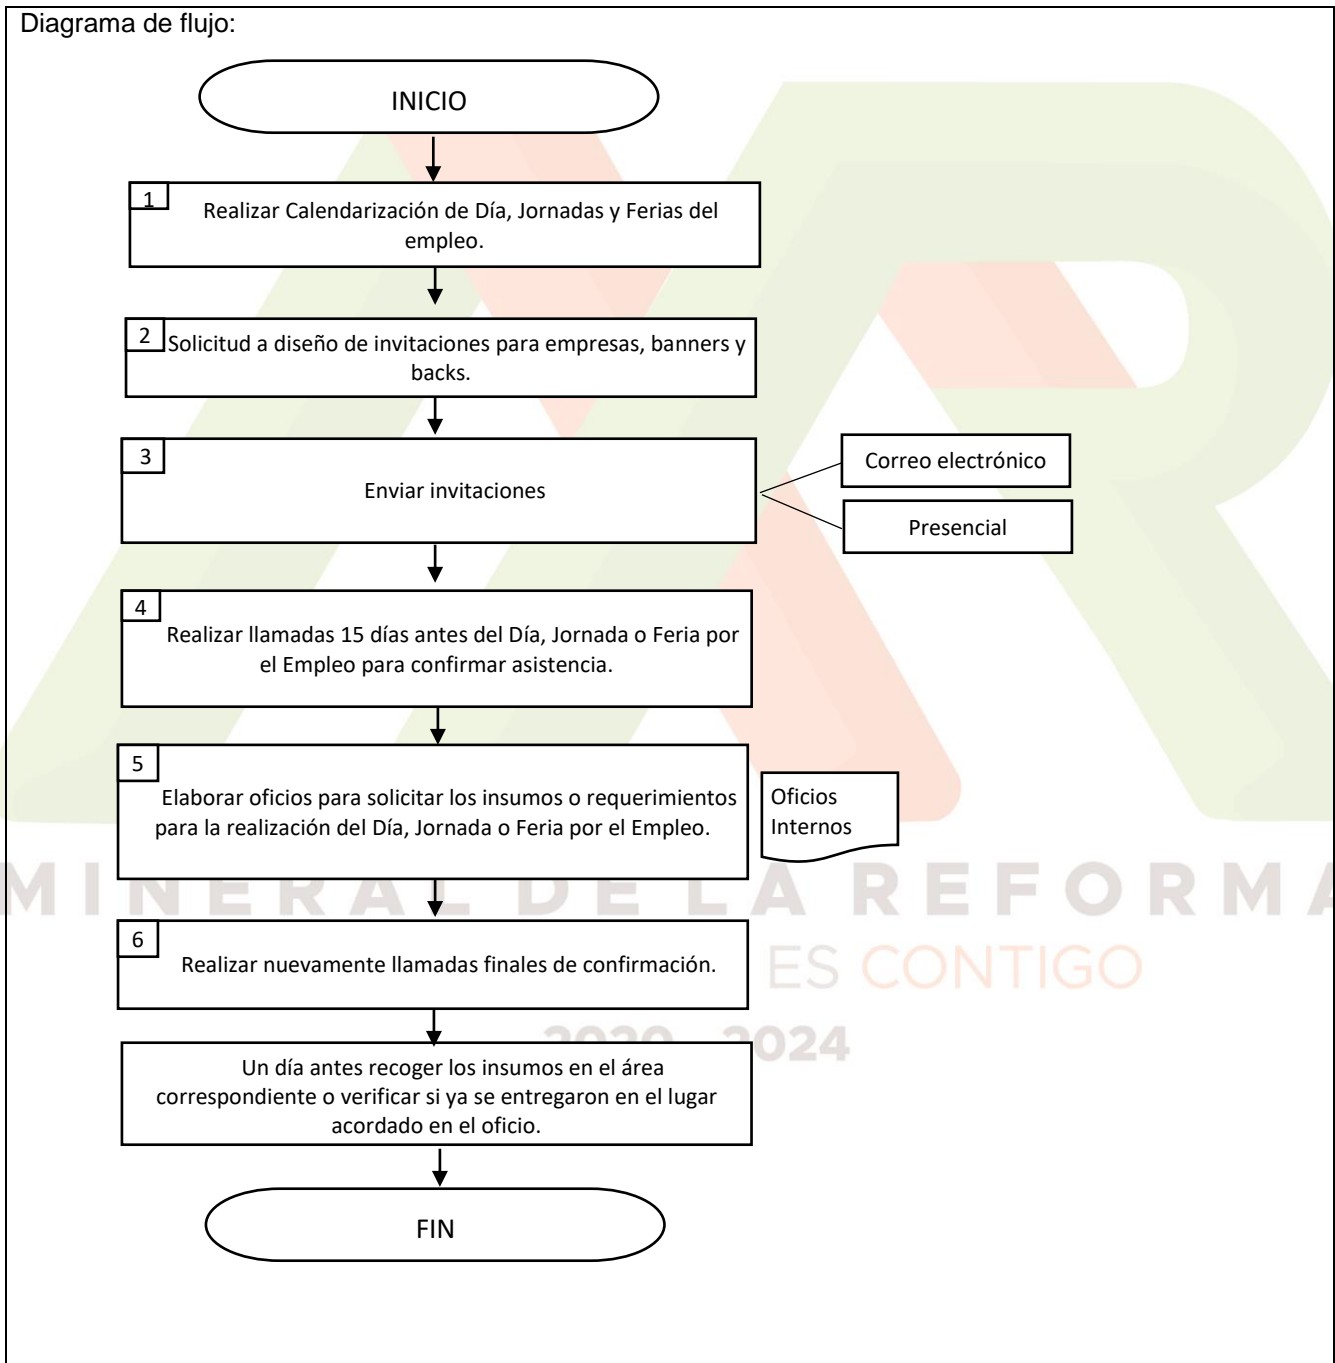 Diagrama de flujo:
INICIO
1
Realizar Calendarización de Día, Jornadas y Ferias del
empleo.
2
Solicitud a diseño de invitaciones para empresas, banners y
backs.
3
Enviar invitaciones
Correo electrónico
Presencial
4
Realizar llamadas 15 días antes del Día, Jornada o Feria por
el Empleo para confirmar asistencia.
5
Elaborar oficios para solicitar los insumos o requerimientos
para la realización del Día, Jornada o Feria por el Empleo.
Oficios
Internos
MINERAL DE LA REFORMA
6
Realizar nuevamente llamadas finales de confirmación.
ES CONTIGO
2020 2024
Un día antes recoger los insumos en el área
correspondiente o verificar si ya se entregaron en el lugar
acordado en el oficio.
FIN